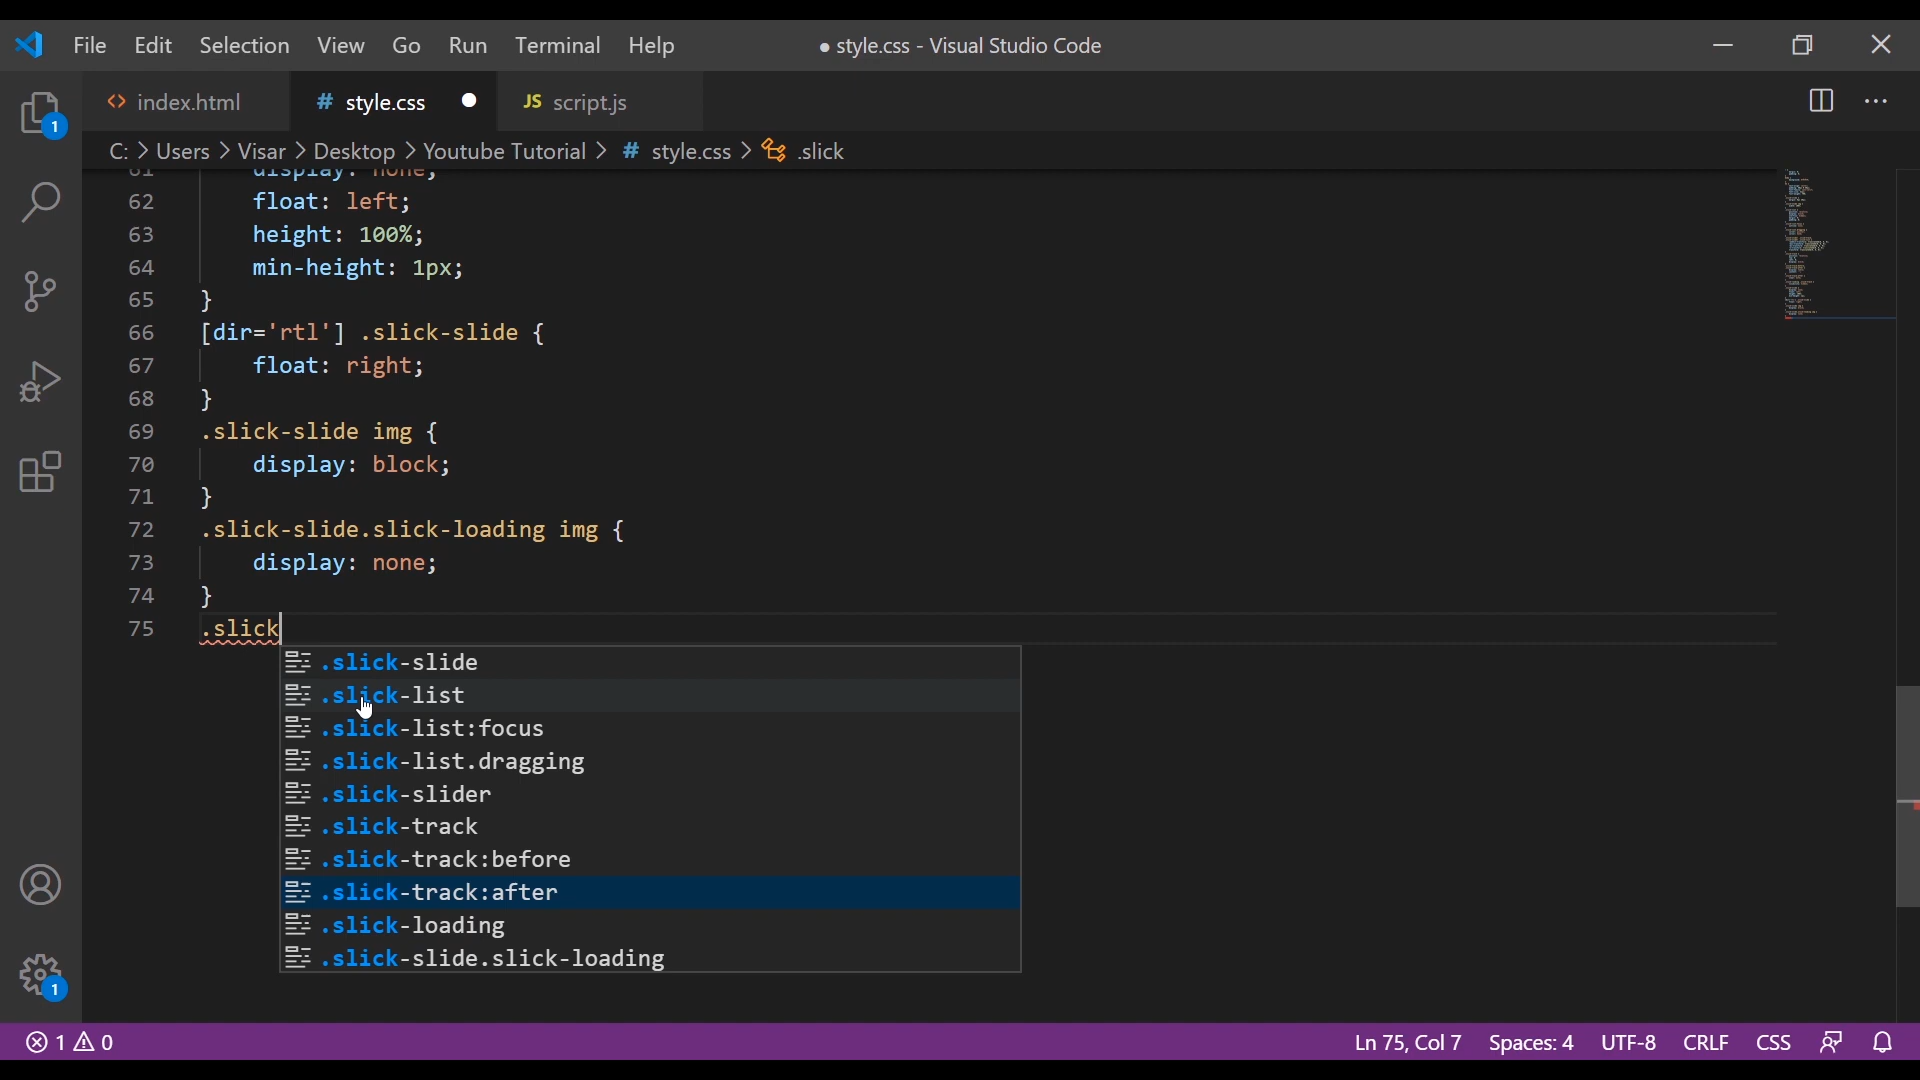 File Edit Selection View Go Run Terminal Help ● style.css - Visual Studio Code
<> index.html # style.css ● JS script.js ...
C: > Users > Visar > Desktop > Youtube Tutorial > # style.css > .slick
1
61 display: none;
62 float: left;
63 height: 100%;
64 min-height: 1px;
65 }
66 [dir='rtl'] .slick-slide {
67 float: right;
68 }
69 .slick-slide img {
70 display: block;
71 }
72 .slick-slide.slick-loading img {
73 display: none;
74 }
75 .slick
.slick-slide
.slick-list
.slick-list:focus
.slick-list.dragging
.slick-slider
.slick-track
.slick-track:before
.slick-track:after
.slick-loading
.slick-slide.slick-loading
1
1 0 Ln 75, Col 7 Spaces: 4 UTF-8 CRLF CSS